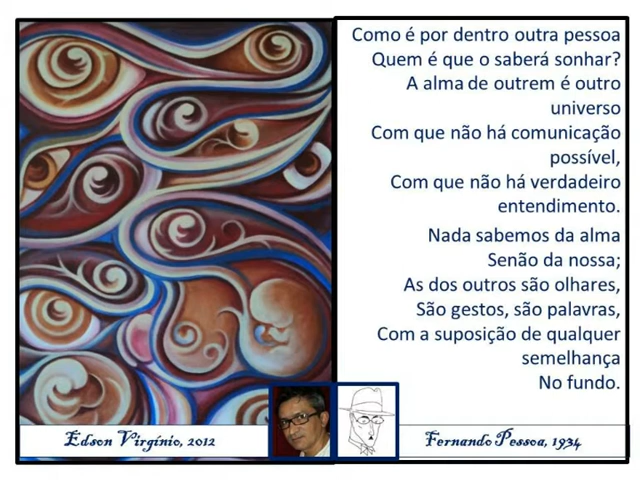 Como é por dentro outra pessoa
Quem é que o saberá sonhar?
A alma de outrem é outro
universo
Com que não há comunicação
possível,
Com que não há verdadeiro
entendimento.
Nada sabemos da alma
Senão da nossa;
As dos outros são olhares,
São gestos, são palavras,
Com a suposição de qualquer
semelhança
No fundo.
Edson Virgínio, 2012
Fernando Pessoa, 1934